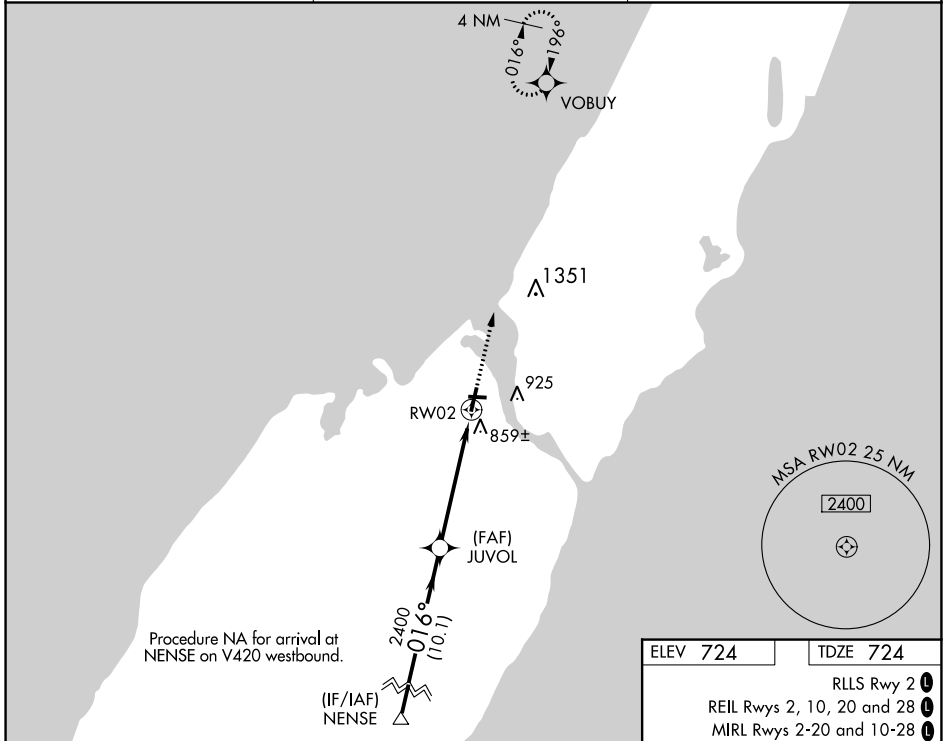 4 NM
016°
196°
VOBUY
1351
925
RW02
859±
MSA RW02 25 NM
2400
(FAF)
JUVOL
2400
016°
(10.1)
Procedure NA for arrival at
NENSE on V420 westbound.
(IF/IAF)
NENSE
ELEV 724
TDZE 724
RLLS Rwy 2 L
REIL Rwys 2, 10, 20 and 28 L
MIRL Rwys 2-20 and 10-28 L